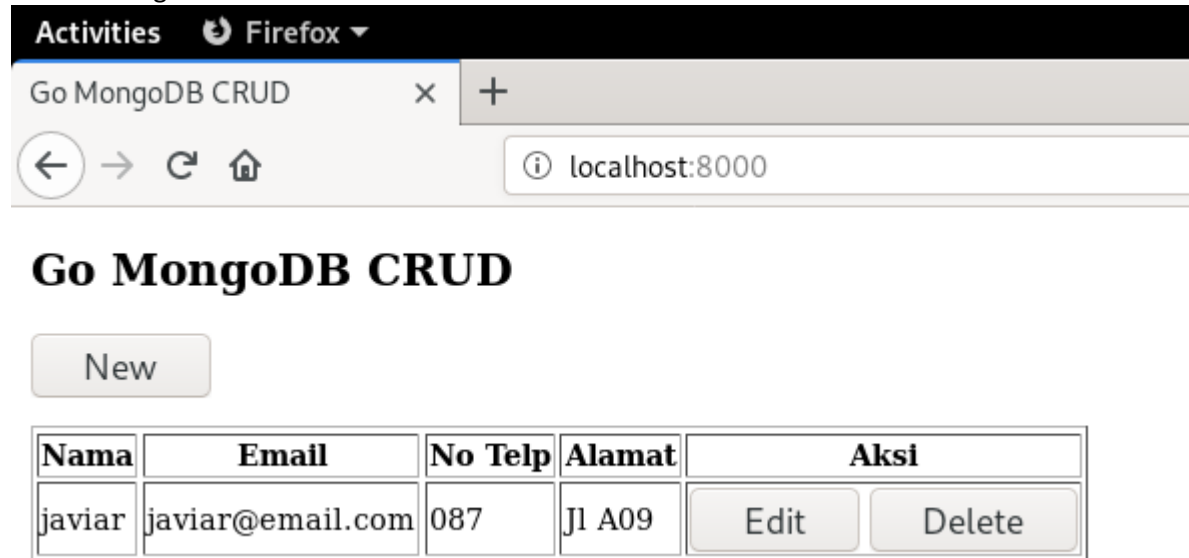 Activities Firefox
Go MongoDB CRUD
localhost:8000
Go MongoDB CRUD
New
Nama Email No Telp Alamat Aksi
javiar javiar@email.com 087 Jl A09 Edit Delete